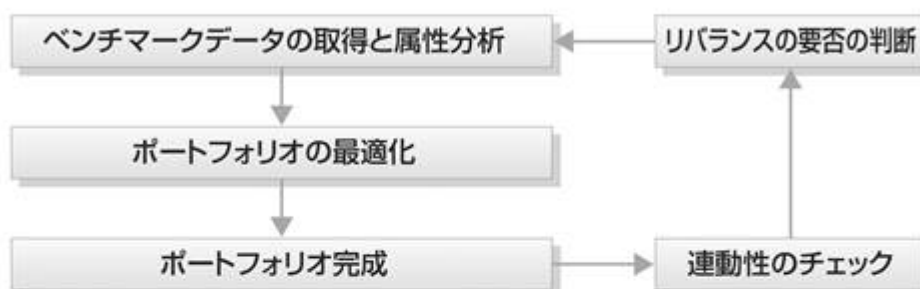 ベンチマークデータの取得と属性分析
リバランスの要否の判断
ポートフォリオの最適化
ポートフォリオ完成
連動性のチェック